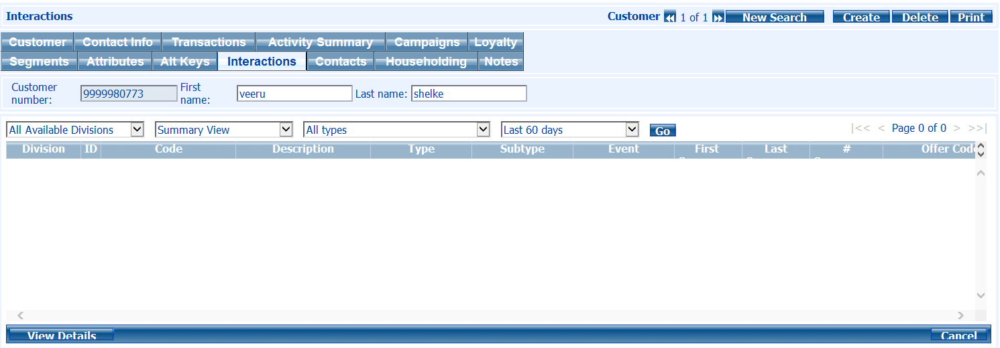 Interactions Customer 1 of 1 New Search Create Delete Print
Customer Contact Info Transactions Activity Summary Campaigns Loyalty
Segments Attributes Alt Keys Interactions Contacts Householding Notes
Customer number: 9999980773 First name: veeru Last name: shelke
All Available Divisions Summary View All types Last 60 days Go |<< < Page 0 of 0 > >>|
Division ID Code Description Type Subtype Event First Last # Offer Code
View Details Cancel